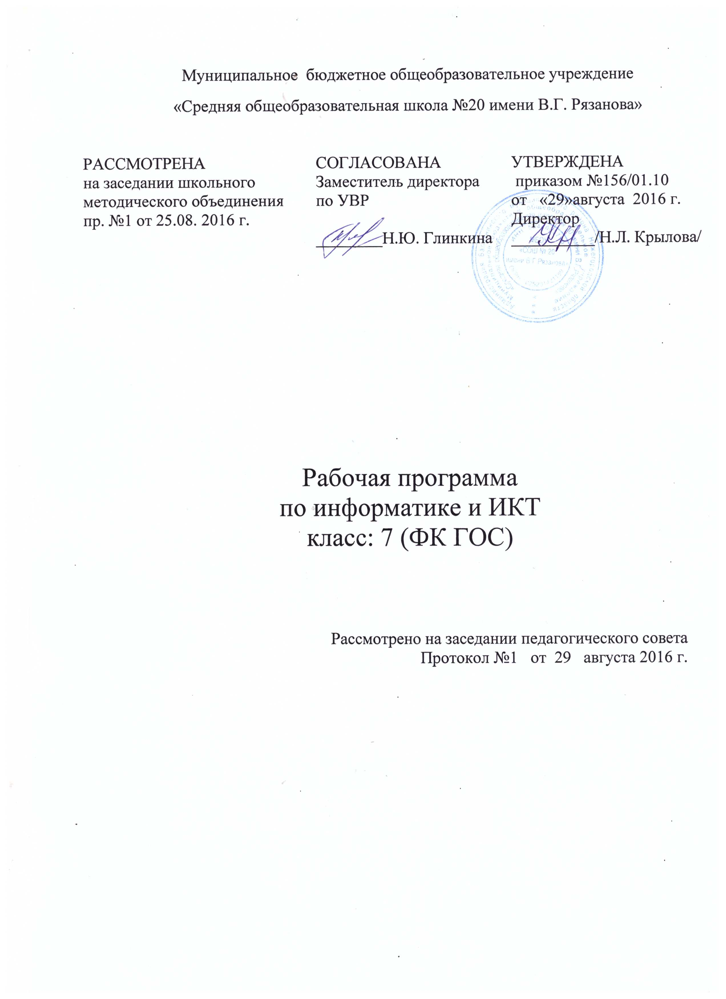 Муниципальное бюджетное общеобразовательное учреждение
«Средняя общеобразовательная школа №20 имени В.Г. Рязанова»
РАССМОТРЕНА
на заседании школьного
методического объединения
пр. №1 от 25.08. 2016 г.
СОГЛАСОВАНА
Заместитель директора
по УВР
Н.Ю. Глинкина
УТВЕРЖДЕНА
приказом №156/01.10
от «29»августа 2016 г.
Директор
/Н.Л. Крылова/
МБОУ
«СОШ № 20
имени В.Г.Рязанова»
Рабочая программа
по информатике и ИКТ
класс: 7 (ФК ГОС)
Рассмотрено на заседании педагогического совета
Протокол №1 от 29 августа 2016 г.